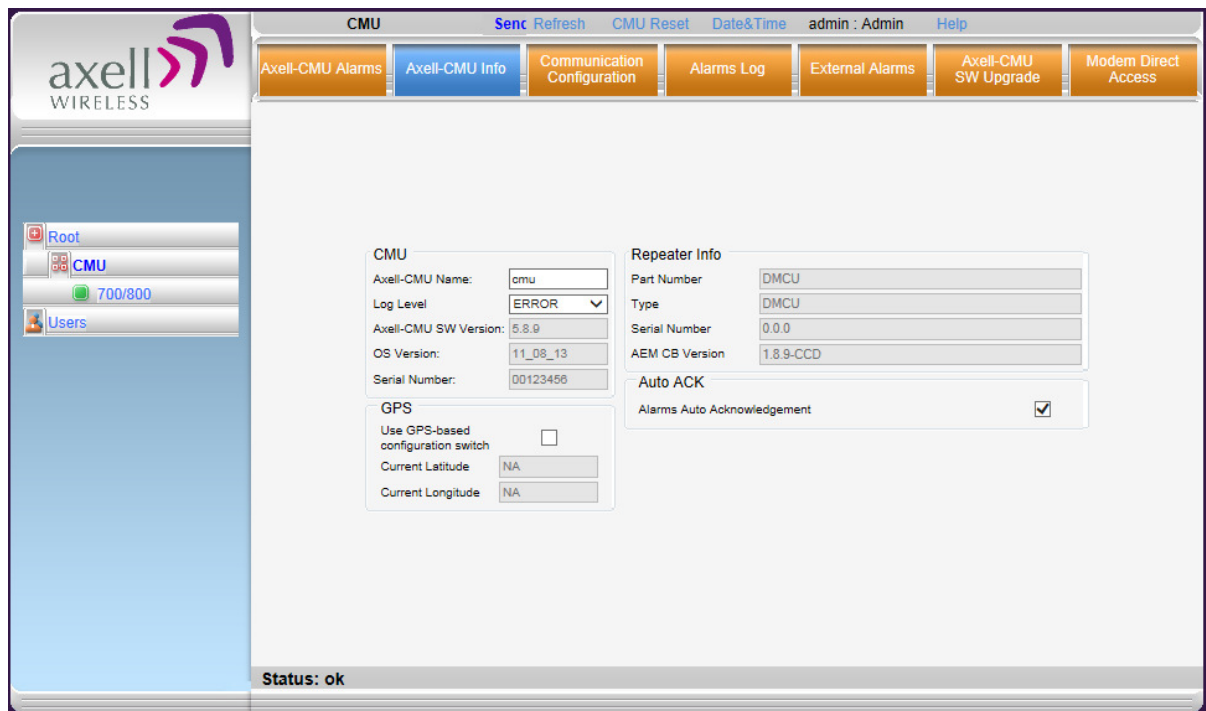 axell
WIRELESS
CMU
Send Refresh CMU Reset Date&Time admin : Admin Help
Axell-CMU Alarms
Axell-CMU Info
Communication
Configuration
Alarms Log
External Alarms
Axell-CMU
SW Upgrade
Modem Direct
Access
Root
CMU
700/800
Users
CMU
Axell-CMU Name: cmu
Log Level ERROR
Axell-CMU SW Version: 5.8.9
OS Version: 11_08_13
Serial Number: 00123456
GPS
Use GPS-based
configuration switch
Current Latitude NA
Current Longitude NA
Repeater Info
Part Number DMCU
Type DMCU
Serial Number 0.0.0
AEM CB Version 1.8.9-CCD
Auto ACK
Alarms Auto Acknowledgement
Status: ok